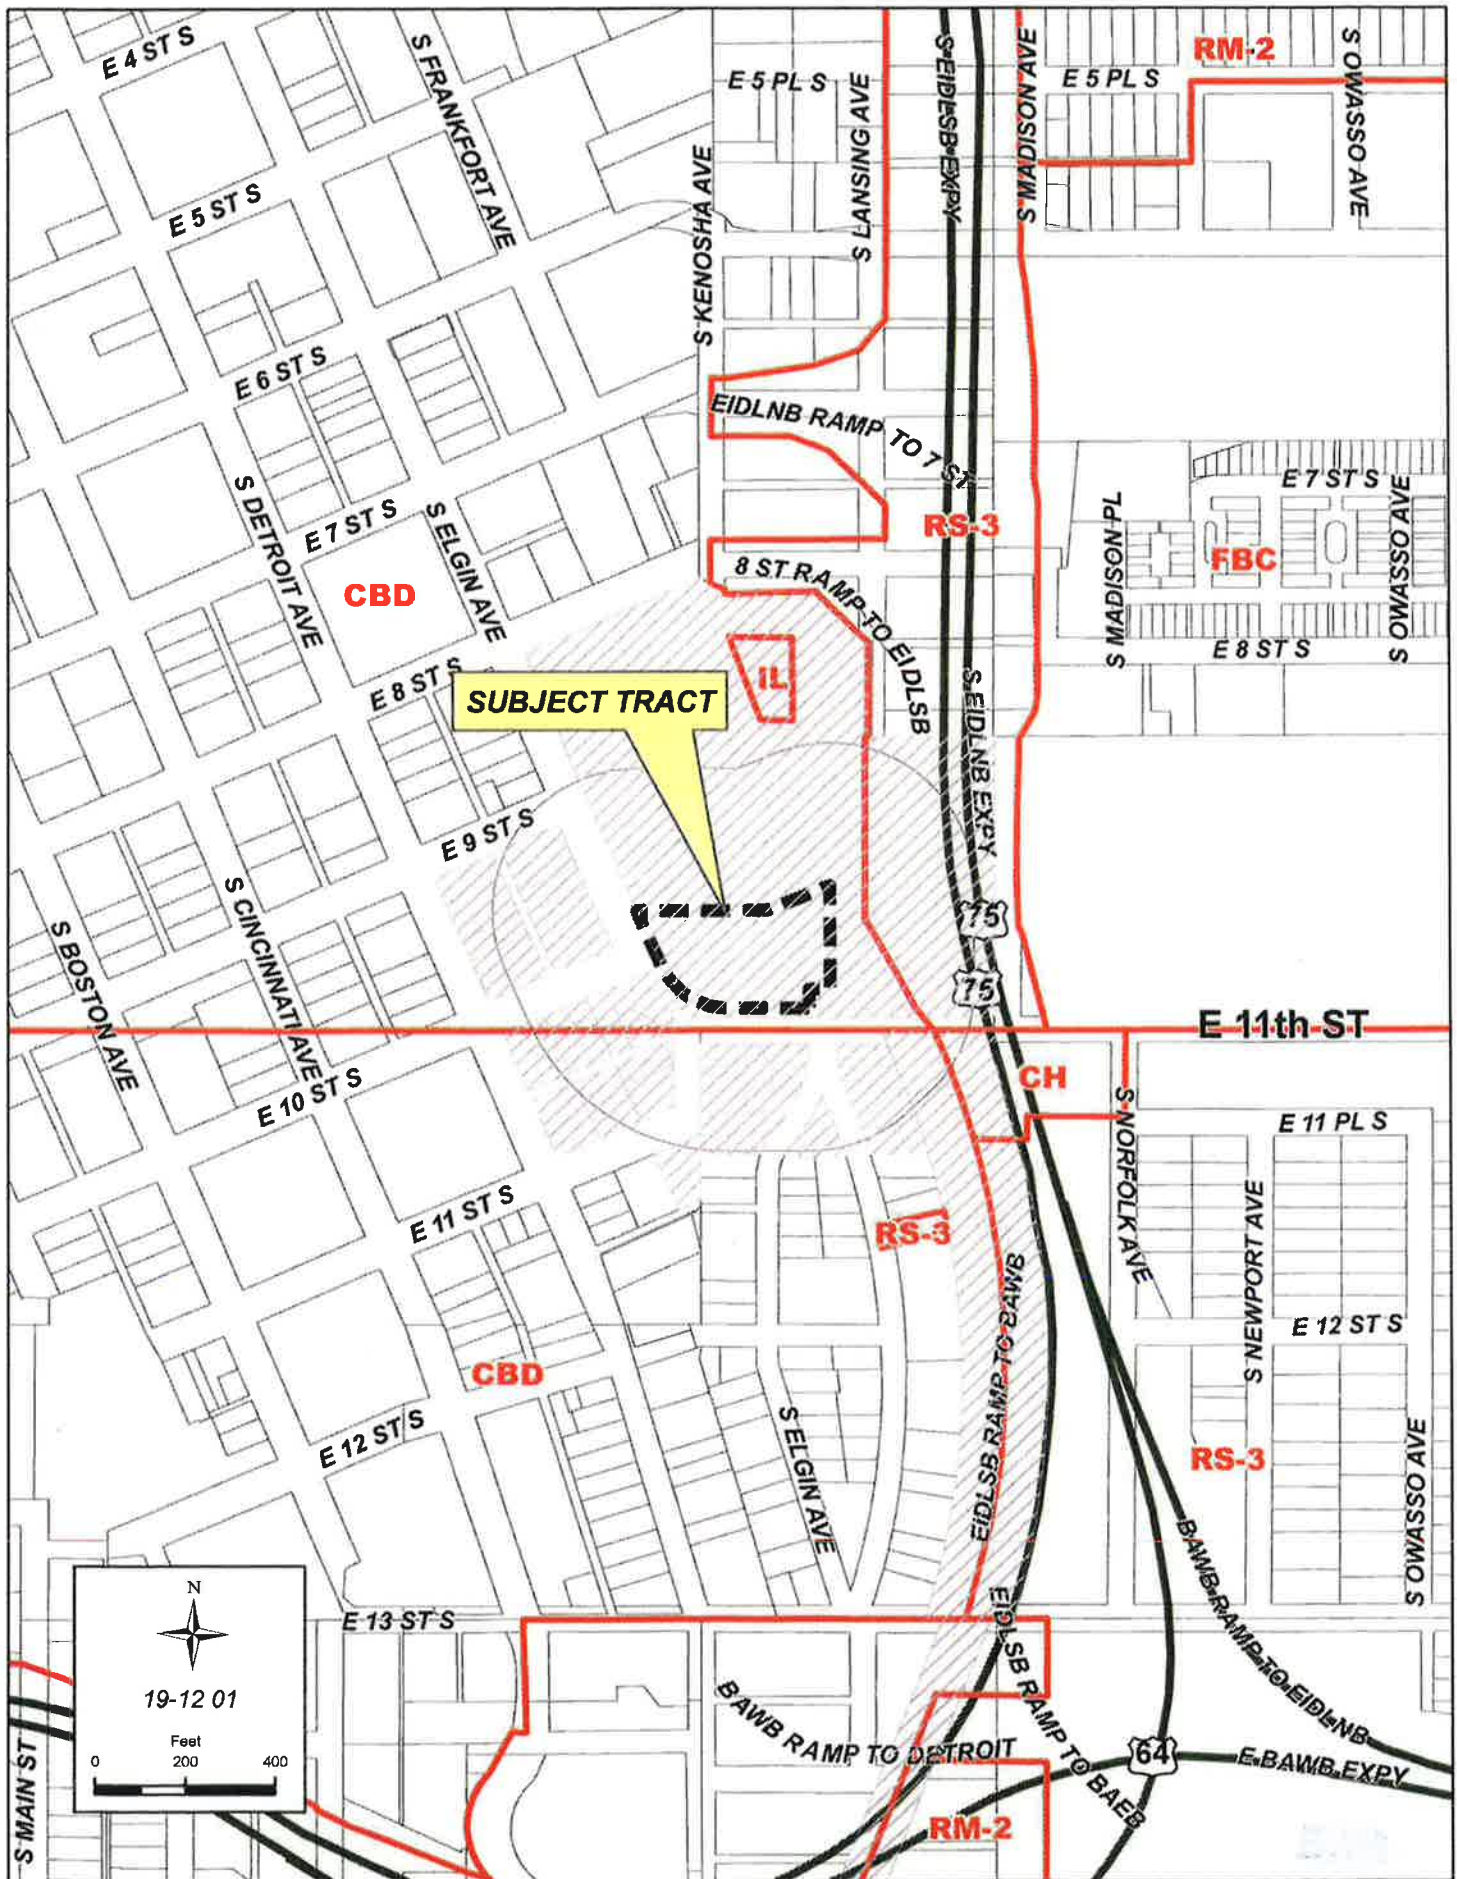 E 4 ST S
S FRANKFORT AVE
E 5 PL S
S LANSING AVE
S EIDLSB EXPY
S MADISON AVE
E 5 PL S
RM-2
S OWASSO AVE
E 5 ST S
S KENOSHA AVE
E 6 ST S
EIDLNB RAMP TO 7 ST
S DETROIT AVE
E 7 ST S
S ELGIN AVE
RS-3
E 7 ST S
S MADISON PL
FBC
S OWASSO AVE
CBD
8 ST RAMP TO EIDLSB
E 8 ST S
E 8 ST S
IL
SUBJECT TRACT
S EIDLNB EXPY
E 9 ST S
S CINCINNATI AVE
S BOSTON AVE
75
75
E 11th ST
E 10 ST S
CH
S NORFOLK AVE
E 11 PL S
E 11 ST S
RS-3
S NEWPORT AVE
EIDLSB RAMP TO BAWB
E 12 ST S
CBD
E 12 ST S
S ELGIN AVE
RS-3
S OWASSO AVE
BAWB RAMP TO EIDLNB
N
19-12 01
Feet
0 200 400
E 13 ST S
EIDLSB RAMP TO BAEB
BAWB RAMP TO DETROIT
64
E BAWB EXPY
S MAIN ST
RM-2